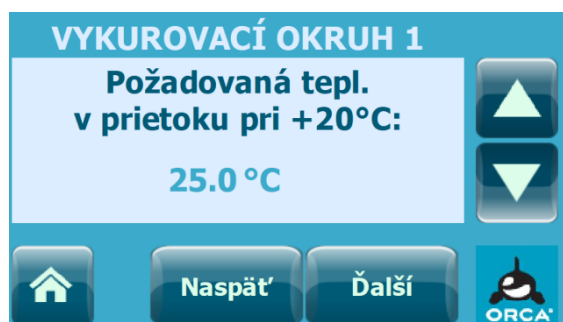 VYKUROVACÍ OKRUH 1
Požadovaná tepl.
v prietoku pri +20°C:
25.0 °C
Naspäť
Ďalší
ORCA